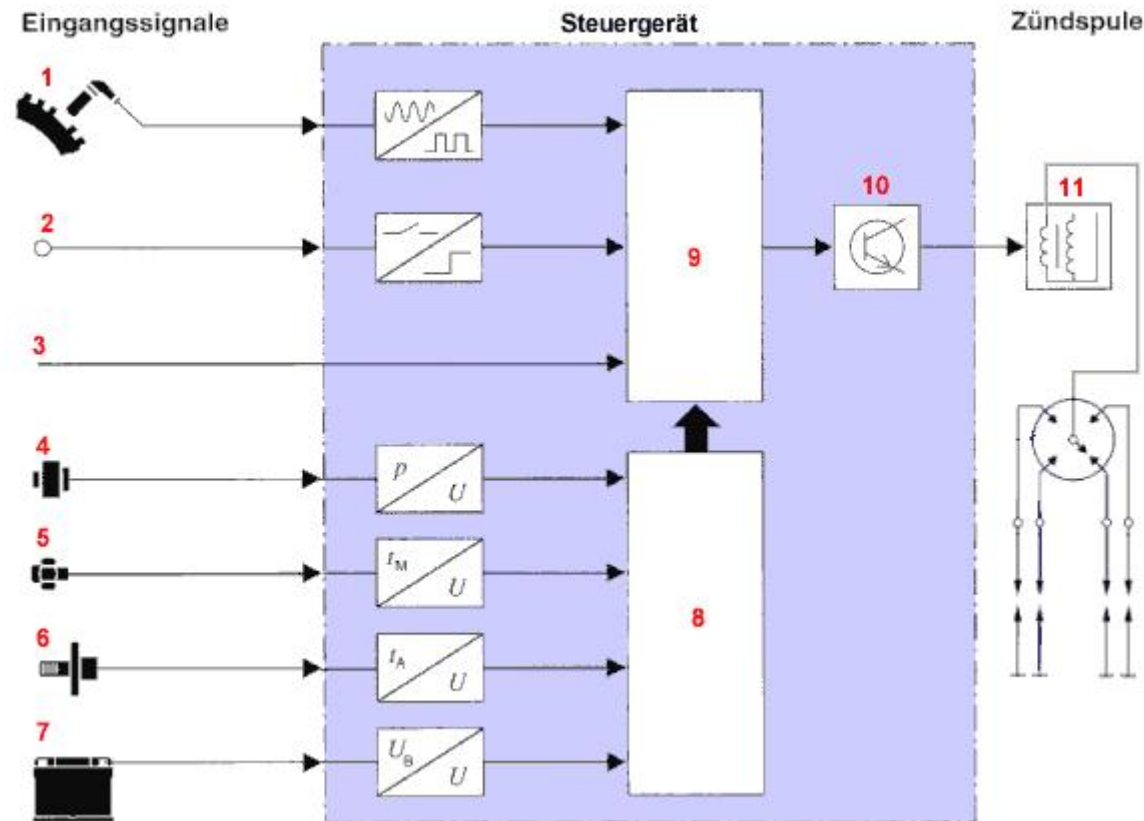 Eingangssignale
Steuergerät
Zündspule
1
2
3
4
5
6
7
8
9
10
11
p
U
t_M
U
t_A
U
U_B
U